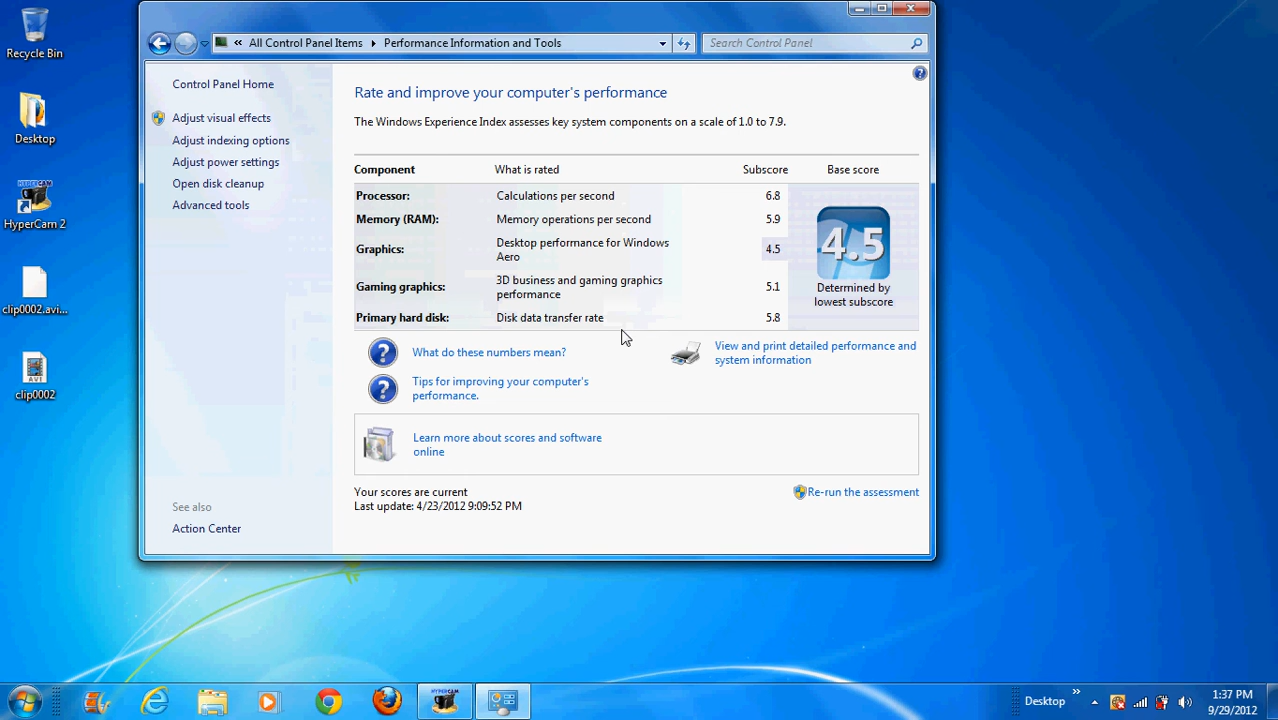 Recycle Bin
Desktop
HyperCam 2
clip0002.avi...
AVI
clip0002
« All Control Panel Items Performance Information and Tools
Search Control Panel
Control Panel Home
Adjust visual effects
Adjust indexing options
Adjust power settings
Open disk cleanup
Advanced tools
See also
Action Center
Rate and improve your computer's performance
The Windows Experience Index assesses key system components on a scale of 1.0 to 7.9.
Component What is rated Subscore Base score
Processor: Calculations per second 6.8
Memory (RAM): Memory operations per second 5.9
Graphics: Desktop performance for Windows Aero 4.5
Gaming graphics: 3D business and gaming graphics performance 5.1
Primary hard disk: Disk data transfer rate 5.8
4.5
Determined by
lowest subscore
What do these numbers mean?
View and print detailed performance and
system information
Tips for improving your computer's
performance.
Learn more about scores and software
online
Your scores are current
Last update: 4/23/2012 9:09:52 PM
Re-run the assessment
HYPERCAM
Desktop »
1:37 PM
9/29/2012